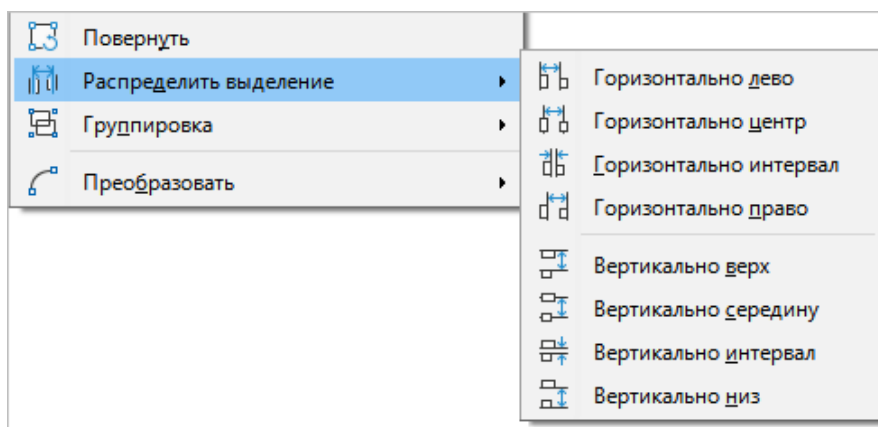 Повернуть
Распределить выделение
Группировка
Преобразовать
Горизонтально лево
Горизонтально центр
Горизонтально интервал
Горизонтально право
Вертикально верх
Вертикально середину
Вертикально интервал
Вертикально низ